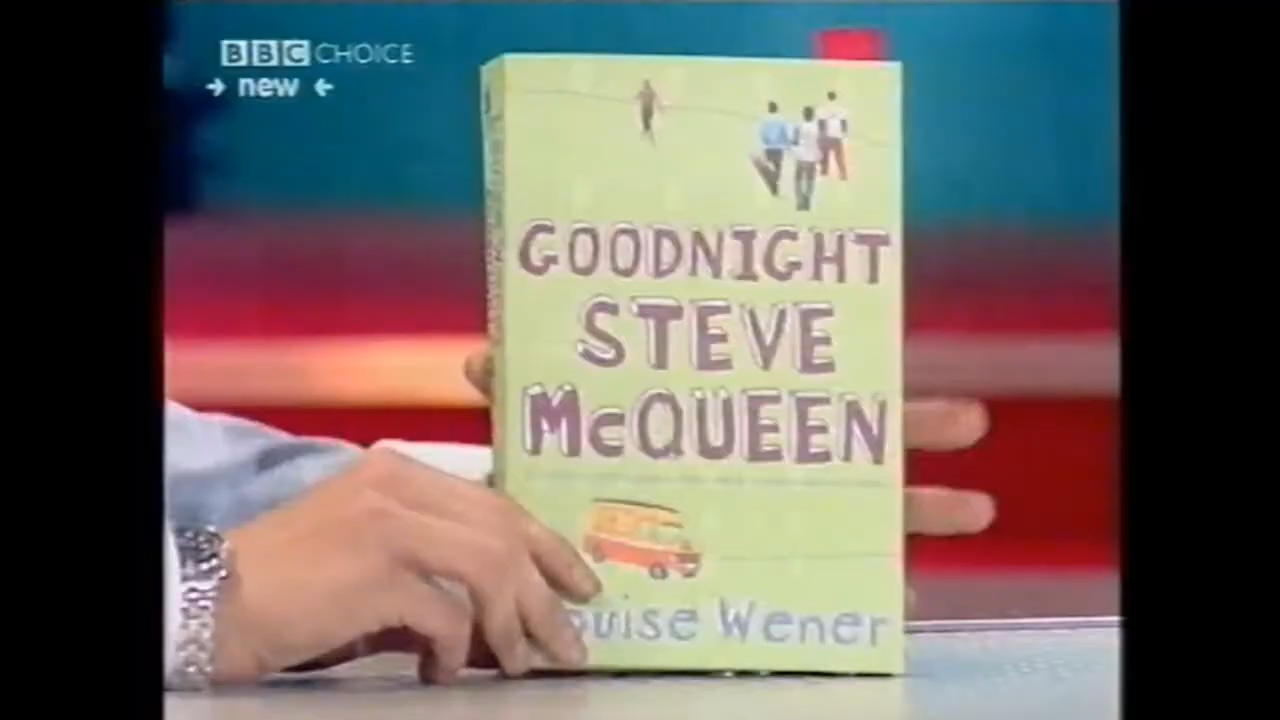 BBC CHOICE
new
GOODNIGHT
STEVE
McQUEEN
ouise Wener